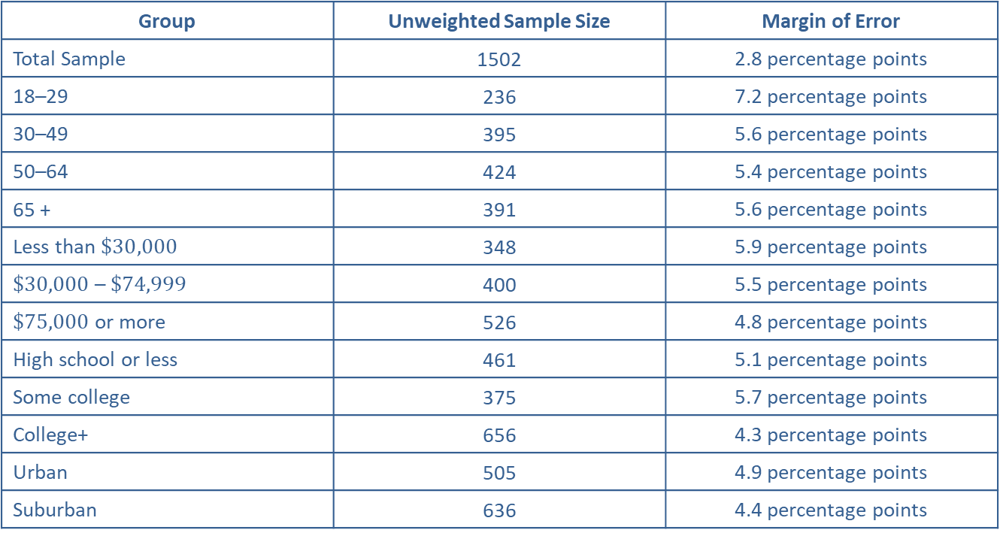 Group Unweighted Sample Size Margin of Error
Total Sample 1502 2.8 percentage points
18–29 236 7.2 percentage points
30–49 395 5.6 percentage points
50–64 424 5.4 percentage points
65 + 391 5.6 percentage points
Less than $30,000 348 5.9 percentage points
$30,000 – $74,999 400 5.5 percentage points
$75,000 or more 526 4.8 percentage points
High school or less 461 5.1 percentage points
Some college 375 5.7 percentage points
College+ 656 4.3 percentage points
Urban 505 4.9 percentage points
Suburban 636 4.4 percentage points